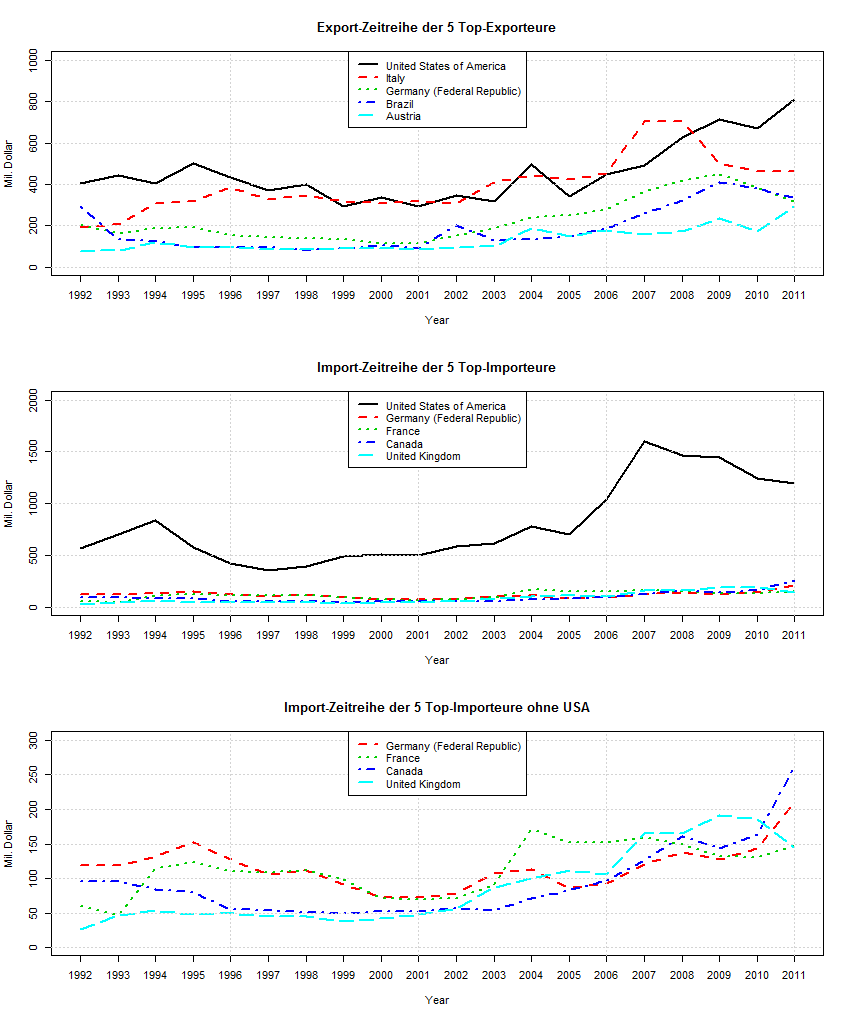 Export-Zeitreihe der 5 Top-Exporteure
Mil. Dollar
1000
800
600
400
200
0
United States of America
Italy
Germany (Federal Republic)
Brazil
Austria
1992 1993 1994 1995 1996 1997 1998 1999 2000 2001 2002 2003 2004 2005 2006 2007 2008 2009 2010 2011
Year
Import-Zeitreihe der 5 Top-Importeure
Mil. Dollar
2000
1500
1000
500
0
United States of America
Germany (Federal Republic)
France
Canada
United Kingdom
1992 1993 1994 1995 1996 1997 1998 1999 2000 2001 2002 2003 2004 2005 2006 2007 2008 2009 2010 2011
Year
Import-Zeitreihe der 5 Top-Importeure ohne USA
Mil. Dollar
300
250
200
150
100
50
0
Germany (Federal Republic)
France
Canada
United Kingdom
1992 1993 1994 1995 1996 1997 1998 1999 2000 2001 2002 2003 2004 2005 2006 2007 2008 2009 2010 2011
Year